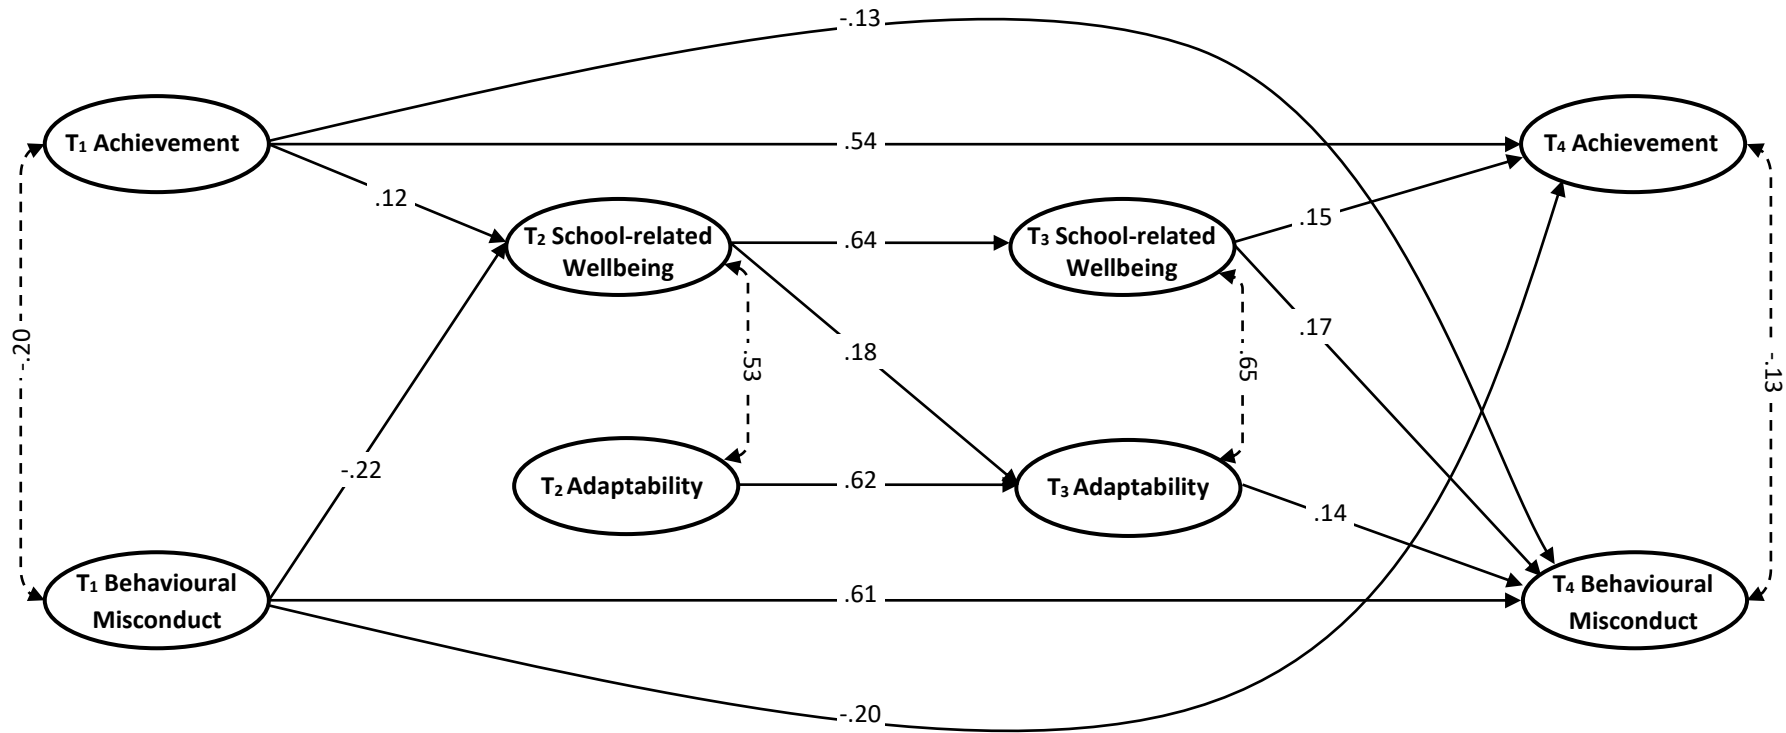 -.13
T₁ Achievement
.54
T₄ Achievement
.12
T₂ School-related
Wellbeing
.64
T₃ School-related
Wellbeing
.15
-.20
.18
.53
.17
.65
-.13
-.22
T₂ Adaptability
.62
T₃ Adaptability
.14
T₁ Behavioural
Misconduct
.61
T₄ Behavioural
Misconduct
-.20